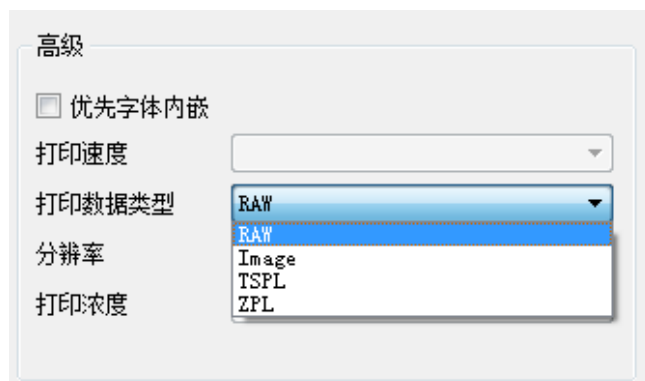 高级
优先字体内嵌
打印速度
打印数据类型 RAW
RAW
分辨率
Image
TSPL
打印浓度
ZPL